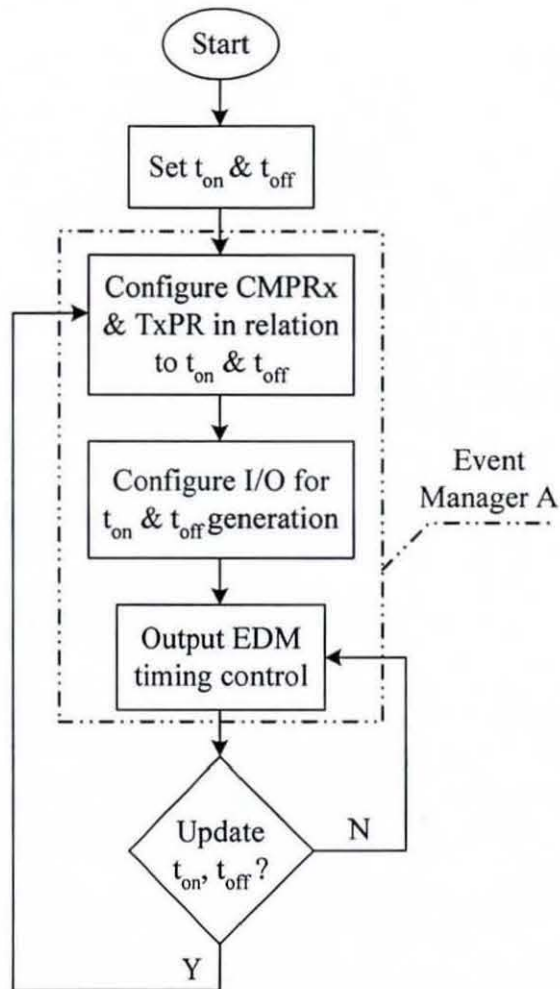 Start
Set t_on & t_off
Configure CMPRx
& TxPR in relation
to t_on & t_off
Configure I/O for
t_on & t_off generation
Event
Manager A
Output EDM
timing control
Update
t_on, t_off?
N
Y